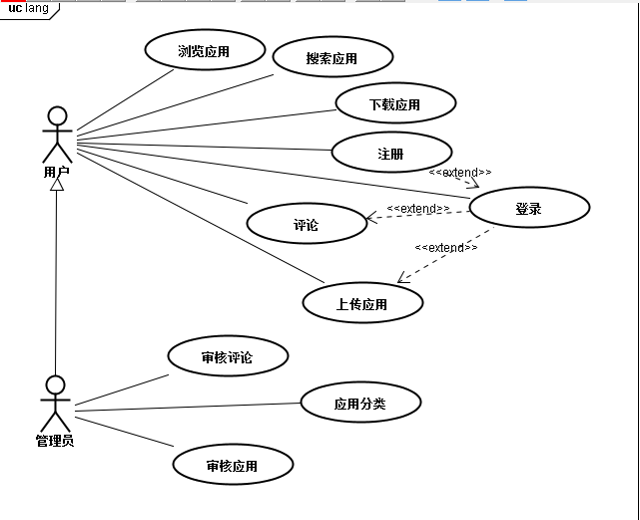 uc lang
浏览应用
搜索应用
下载应用
注册
用户
<<extend>>
登录
评论
<<extend>>
<<extend>>
上传应用
审核评论
应用分类
管理员
审核应用